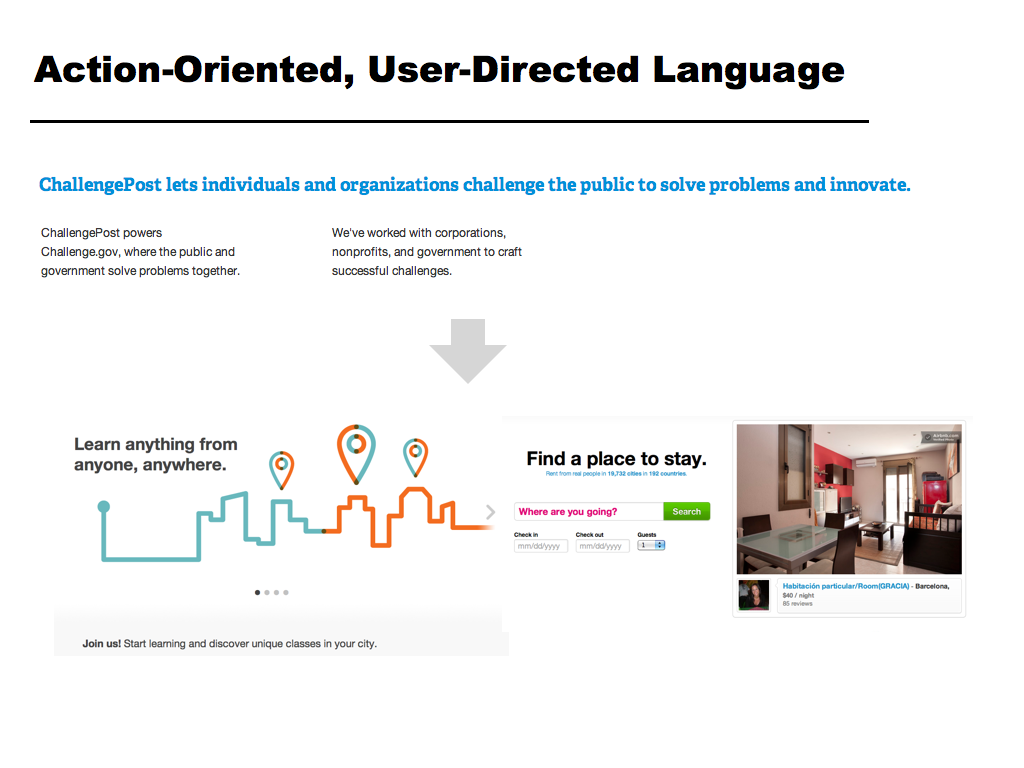 Action-Oriented, User-Directed Language
ChallengePost lets individuals and organizations challenge the public to solve problems and innovate.
ChallengePost powers
Challenge.gov, where the public and
government solve problems together.
We've worked with corporations,
nonprofits, and government to craft
successful challenges.
Learn anything from
anyone, anywhere.
Join us! Start learning and discover unique classes in your city.
Find a place to stay.
Rent from real people in 19,732 cities in 192 countries.
Where are you going?
Search
Check in
Check out
Guests
mm/dd/yyyy
mm/dd/yyyy
1
Airbnb.com
Habitación particular/Room(GRACIA) - Barcelona,
$40 / night
85 reviews